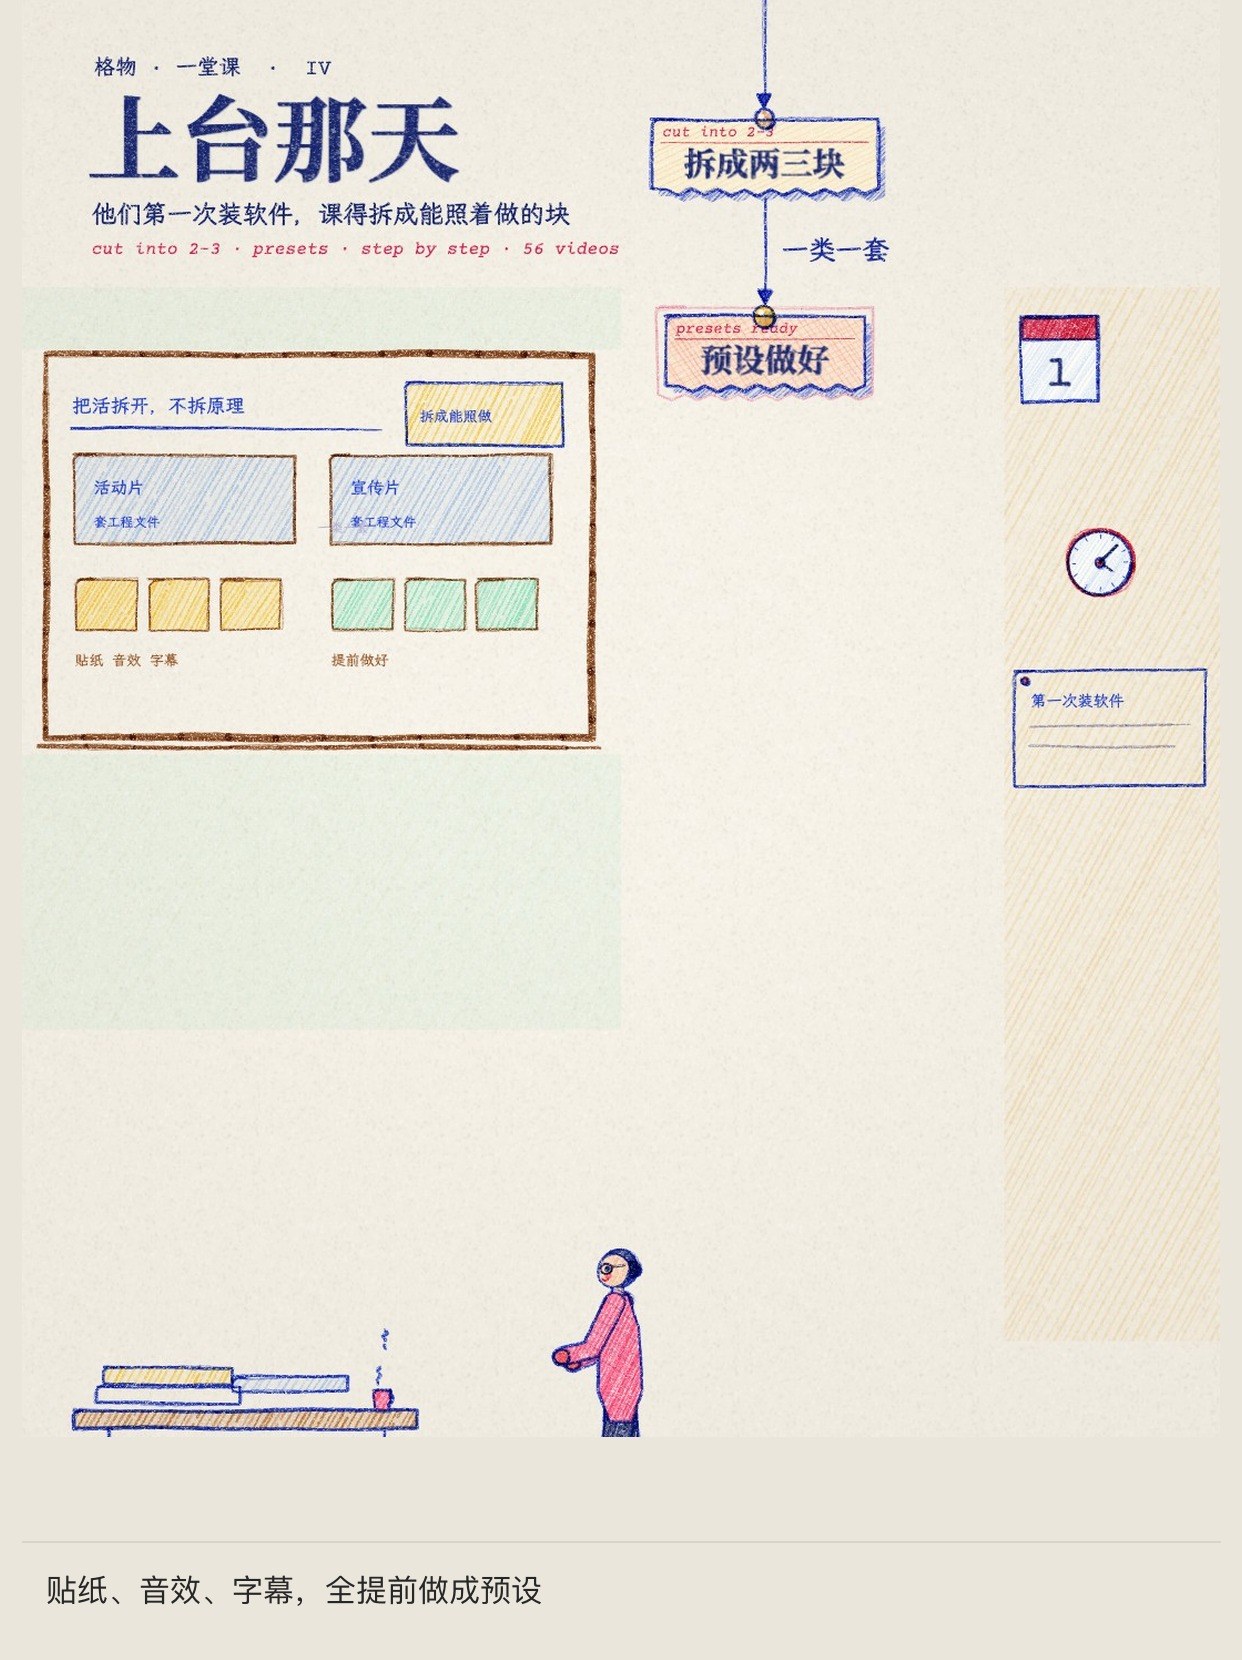 格物 · 一堂课 · IV
上台那天
他们第一次装软件，课得拆成能照着做的块
cut into 2-3 · presets · step by step · 56 videos
cut into 2-3
拆成两三块
一类一套
presets ready
预设做好
1
把活拆开，不拆原理
拆成能照做
活动片
套工程文件
宣传片
套工程文件
贴纸 音效 字幕
提前做好
第一次装软件
贴纸、音效、字幕，全提前做成预设